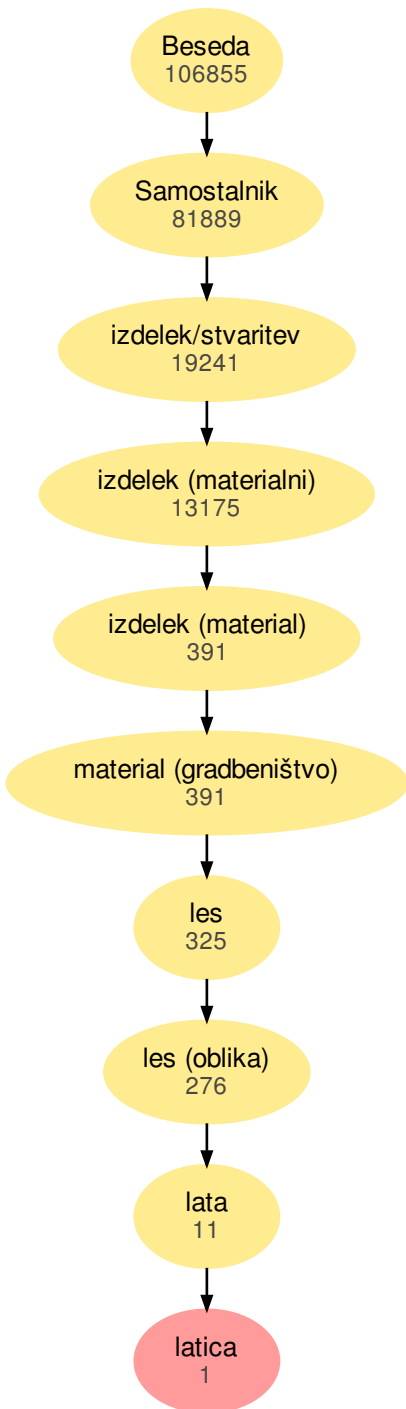 Beseda
106855
Samostalnik
81889
izdelek/stvaritev
19241
izdelek (materialni)
13175
izdelek (material)
391
material (gradbeništvo)
391
les
325
les (oblika)
276
lata
11
latica
1